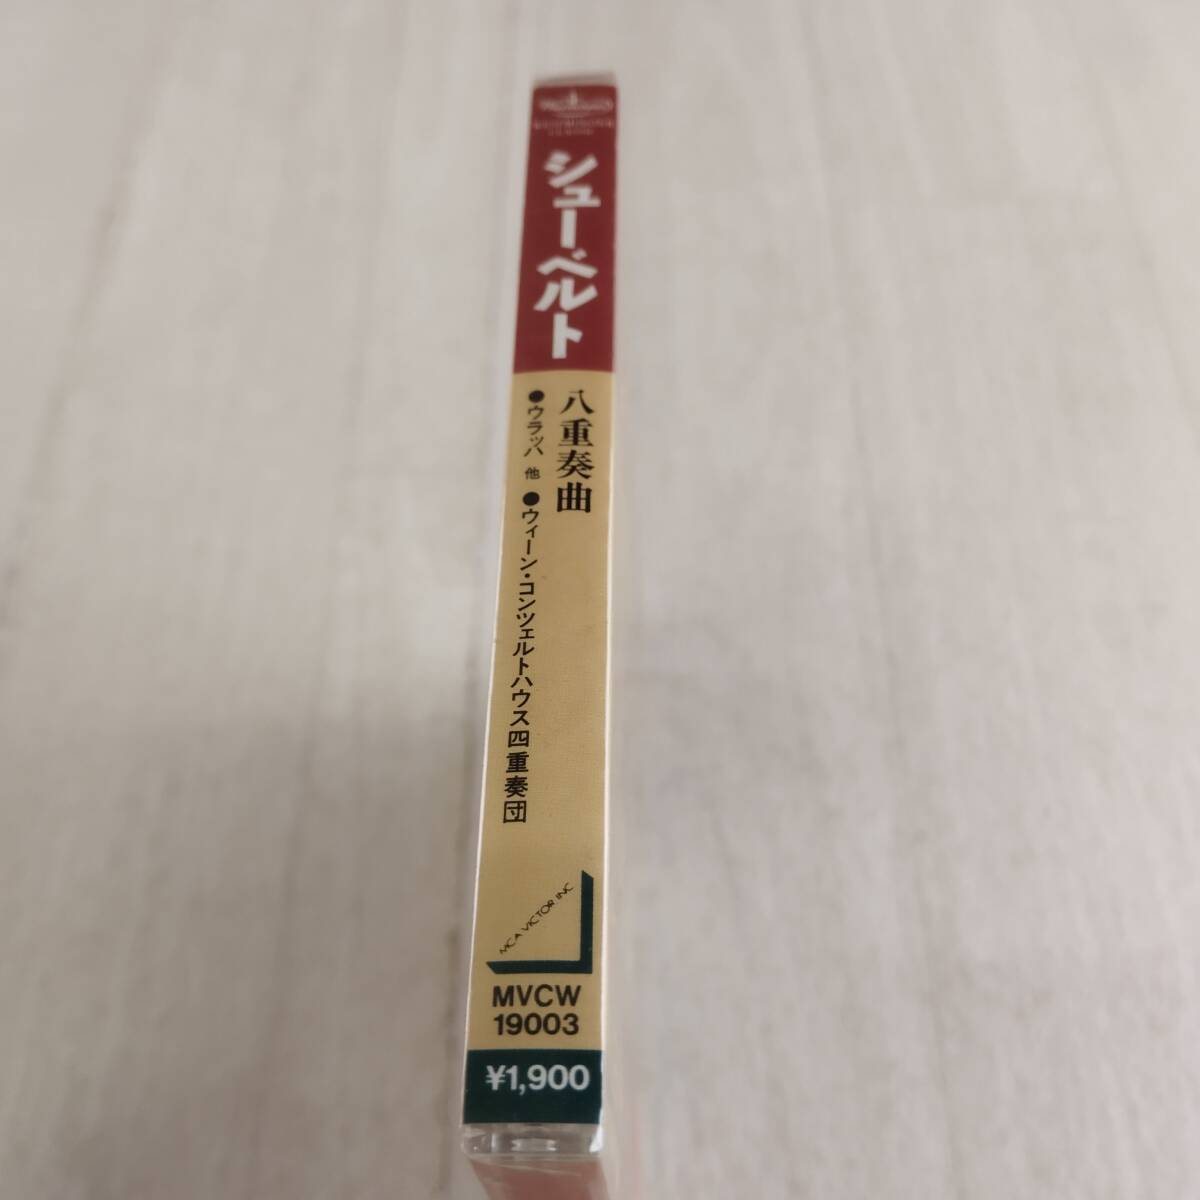 シューベルト
八重奏曲
●ウラッハ 他 ●ウィーン・コンツェルトハウス四重奏団
MCA VICTOR INC
MVCW
19003
¥1,900